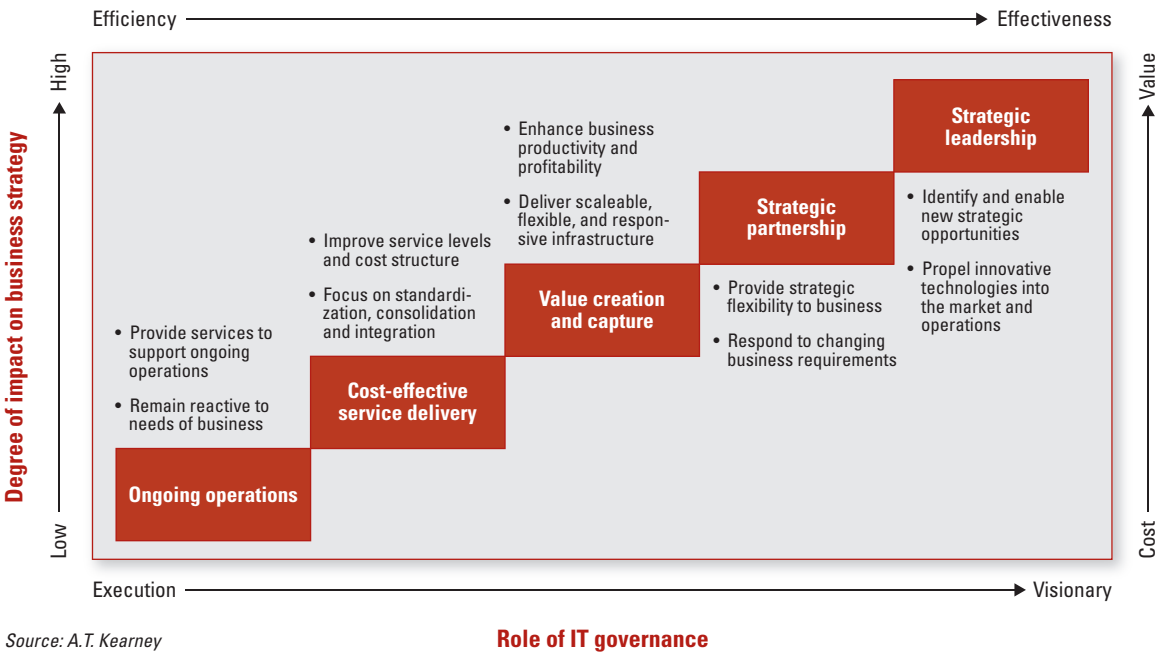 Efficiency
Effectiveness
High
Low
Degree of impact on business strategy
Value
Cost
Strategic
leadership
• Identify and enable
new strategic
opportunities
• Propel innovative
technologies into
the market and
operations
Strategic
partnership
• Provide strategic
flexibility to business
• Respond to changing
business requirements
• Enhance business
productivity and
profitability
• Deliver scaleable,
flexible, and respon-
sive infrastructure
Value creation
and capture
• Improve service levels
and cost structure
• Focus on standardi-
zation, consolidation
and integration
Cost-effective
service delivery
• Provide services to
support ongoing
operations
• Remain reactive to
needs of business
Ongoing operations
Execution
Visionary
Source: A.T. Kearney
Role of IT governance